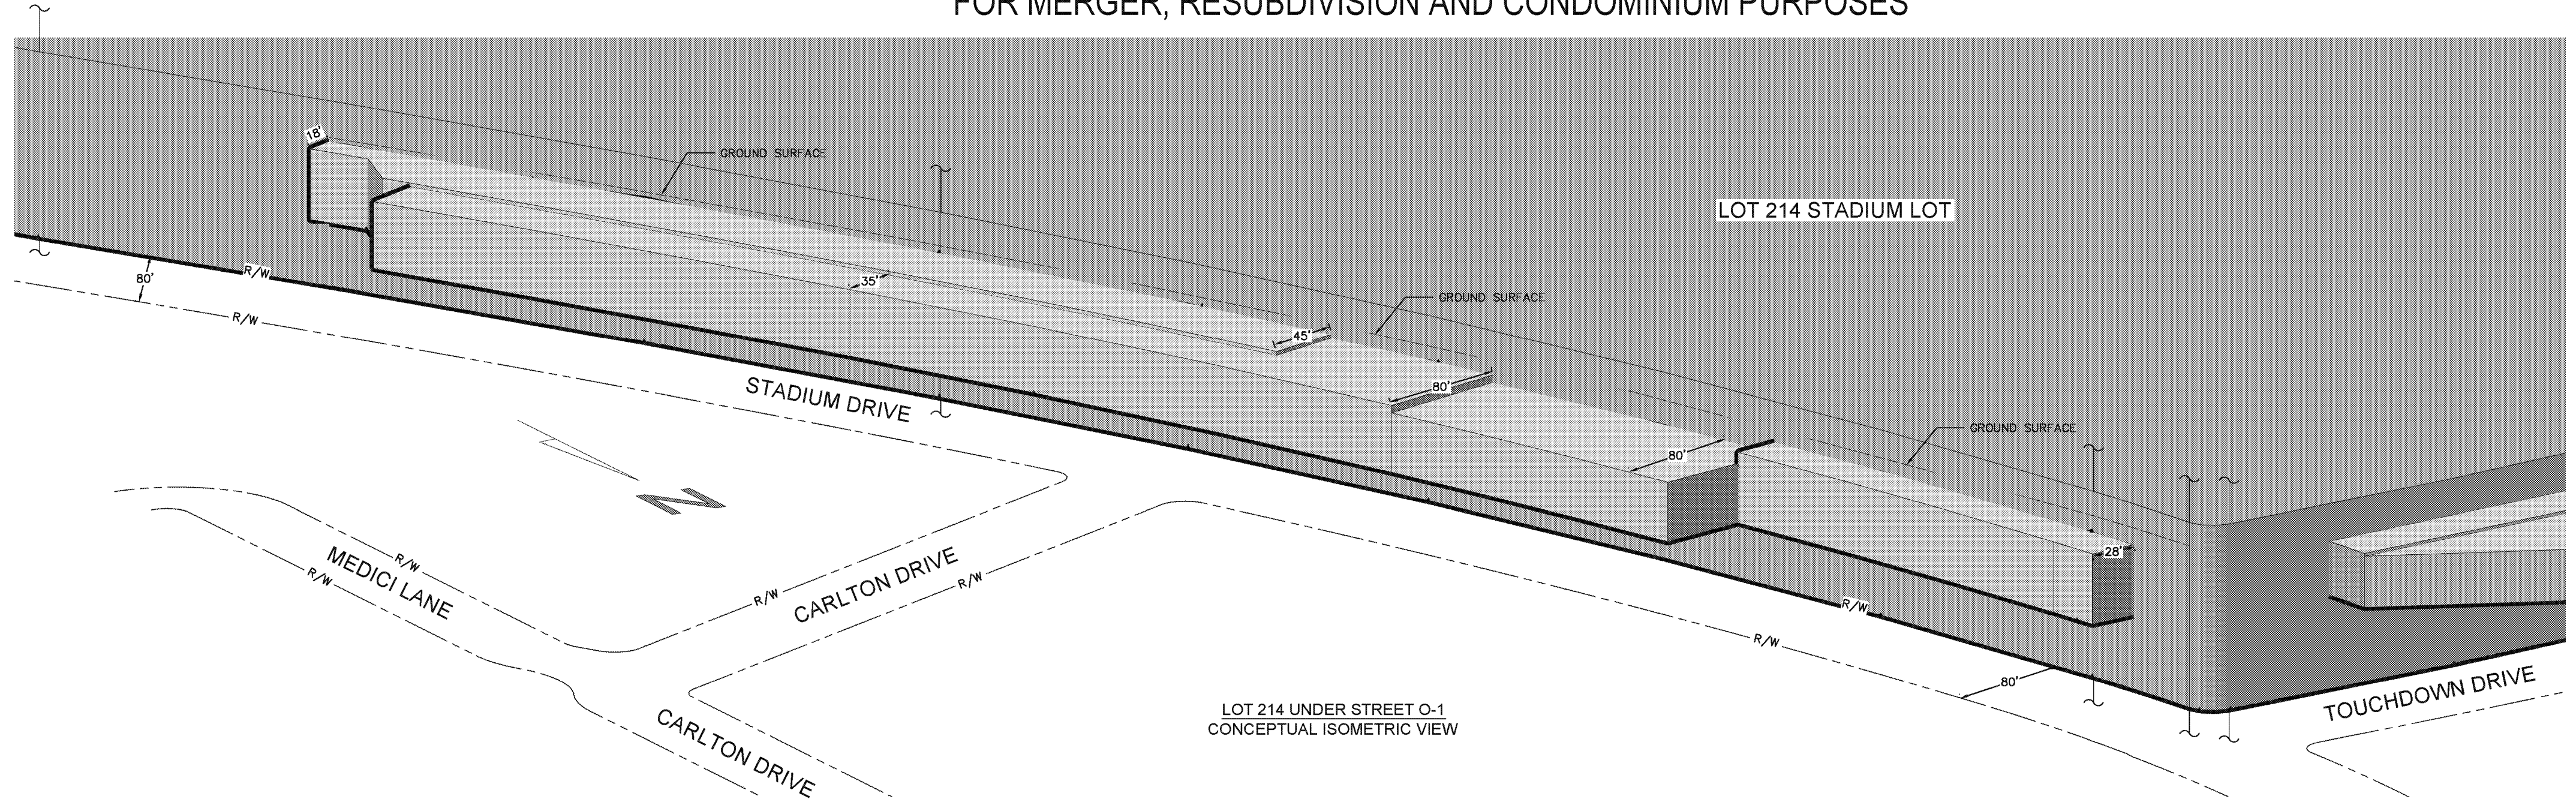 FOR MERGER, RESUBDIVISION AND CONDOMINIUM PURPOSES
18'
GROUND SURFACE
LOT 214 STADIUM LOT
80'
R/W
R/W
35'
GROUND SURFACE
45'
80'
STADIUM DRIVE
GROUND SURFACE
80'
N
28'
MEDICI LANE
R/W
R/W
CARLTON DRIVE
R/W
R/W
R/W
R/W
80'
TOUCHDOWN DRIVE
LOT 214 UNDER STREET O-1
CONCEPTUAL ISOMETRIC VIEW
CARLTON DRIVE